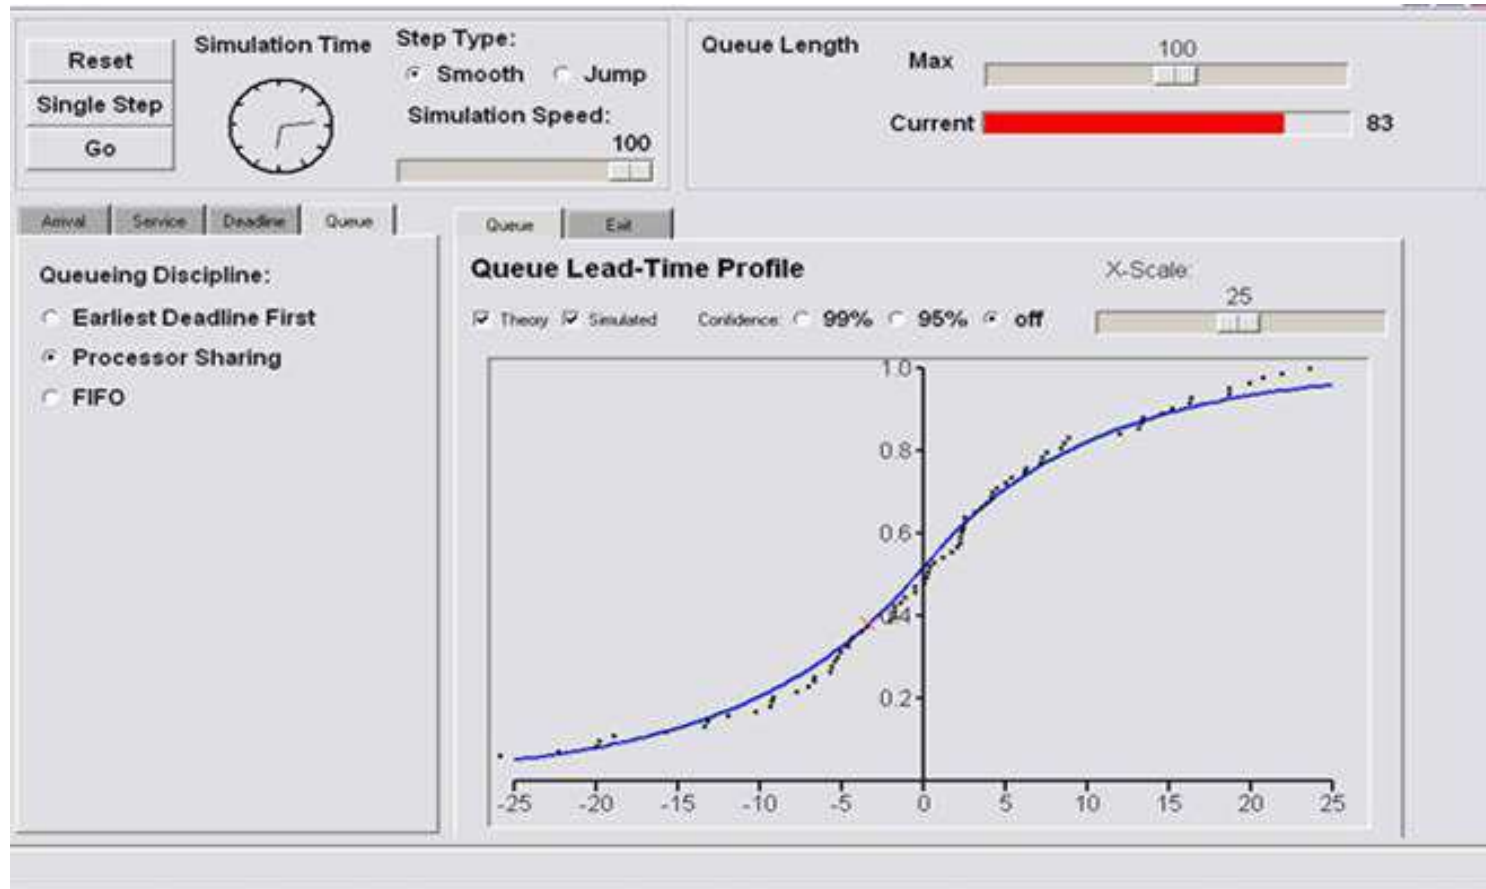 Reset
Single Step
Go
Simulation Time
Step Type:
Smooth Jump
Simulation Speed:
100
Queue Length
Max
100
Current
83
Arrival Service Deadline Queue
Queueing Discipline:
Earliest Deadline First
Processor Sharing
FIFO
Queue Exit
Queue Lead-Time Profile
X-Scale:
25
Theory Simulated Confidence: 99% 95% off
1.0
0.8
0.6
0.4
0.2
-25 -20 -15 -10 -5 0 5 10 15 20 25